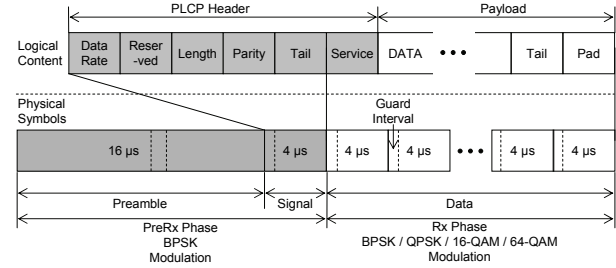 PLCP Header
Payload
Logical
Content
Data
Rate
Reser
-ved
Length
Parity
Tail
Service
DATA
• • •
Tail
Pad
Physical
Symbols
Guard
Interval
16 µs
4 µs
4 µs
4 µs
• • •
4 µs
4 µs
Preamble
Signal
Data
PreRx Phase
BPSK
Modulation
Rx Phase
BPSK / QPSK / 16-QAM / 64-QAM
Modulation